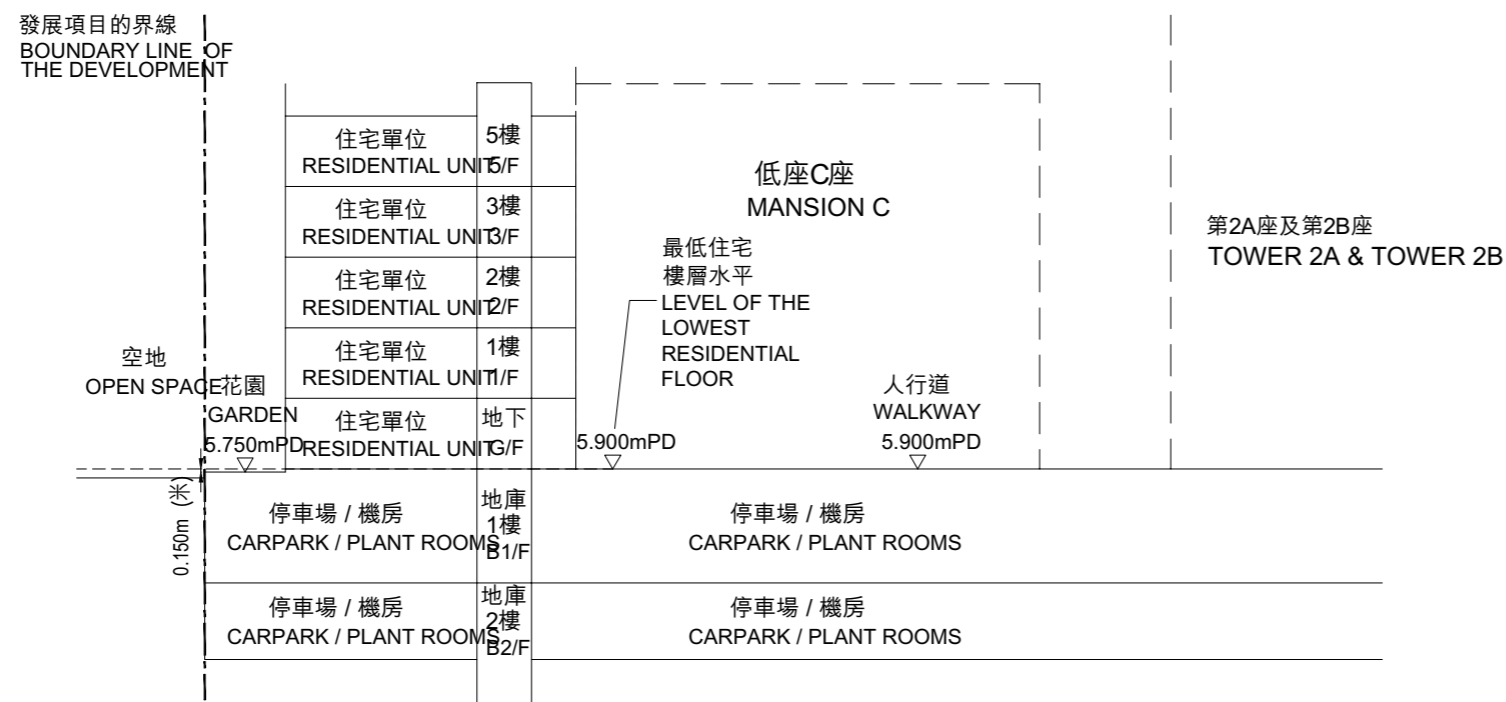 發展項目的界線
BOUNDARY LINE OF
THE DEVELOPMENT
住宅單位
RESIDENTIAL UNIT
5樓
5/F
住宅單位
RESIDENTIAL UNIT
3樓
3/F
住宅單位
RESIDENTIAL UNIT
2樓
2/F
住宅單位
RESIDENTIAL UNIT
1樓
1/F
住宅單位
RESIDENTIAL UNIT
地下
G/F
低座C座
MANSION C
最低住宅
樓層水平
LEVEL OF THE
LOWEST
RESIDENTIAL
FLOOR
5.900mPD
人行道
WALKWAY
5.900mPD
第2A座及第2B座
TOWER 2A & TOWER 2B
空地
OPEN SPACE
花園
GARDEN
5.750mPD
0.150m (米)
停車場 / 機房
CARPARK / PLANT ROOMS
地庫
1樓
B1/F
停車場 / 機房
CARPARK / PLANT ROOMS
停車場 / 機房
CARPARK / PLANT ROOMS
地庫
2樓
B2/F
停車場 / 機房
CARPARK / PLANT ROOMS